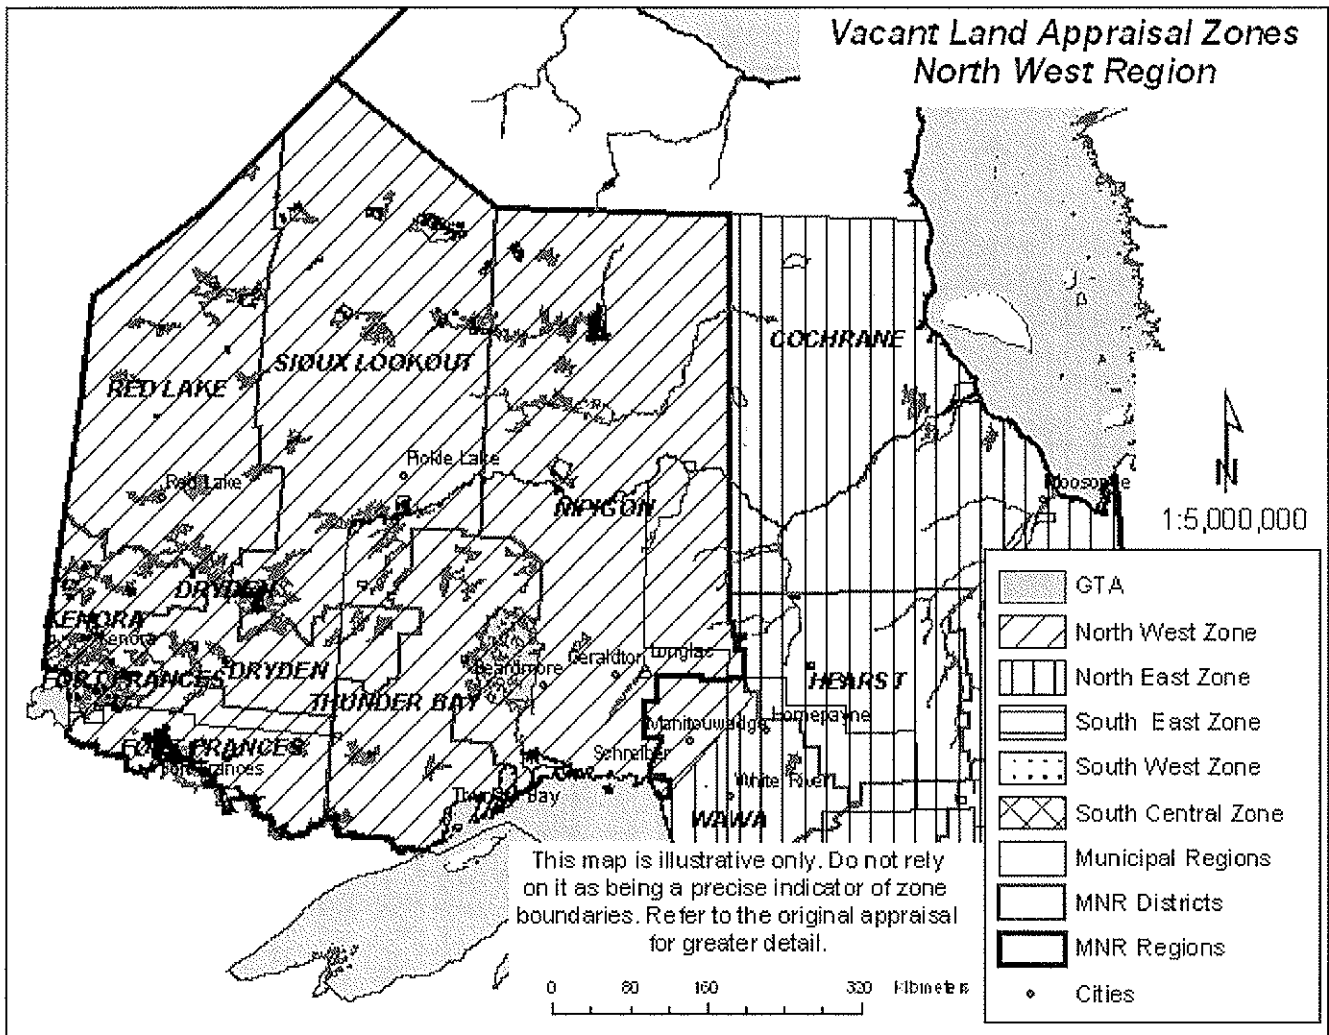 Vacant Land Appraisal Zones
North West Region
COCHRANE
SIOUX LOOKOUT
RED LAKE
Pickle Lake
Red Lake
Moosonee
NIPIGON
N
1:5,000,000
DRYDEN
KENORA
Kenora
Longlac
Geraldton
Beardmore
DRYDEN
FORT FRANCES
HEARST
THUNDER BAY
Hornepayne
Manitouwadge
FORT FRANCES
Schreiber
Fort Frances
White River
Thunder Bay
WAWA
This map is illustrative only. Do not rely
on it as being a precise indicator of zone
boundaries. Refer to the original appraisal
for greater detail.
0 80 160 320 Kilometers
GTA
North West Zone
North East Zone
South East Zone
South West Zone
South Central Zone
Municipal Regions
MNR Districts
MNR Regions
Cities